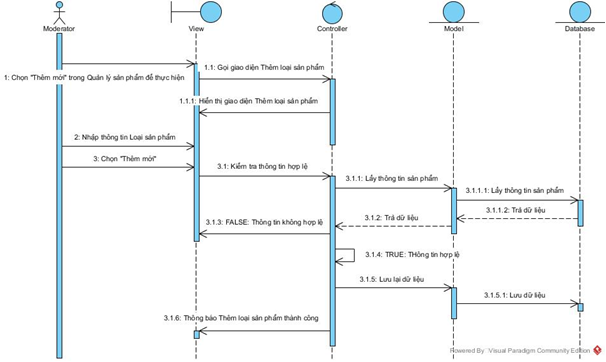 Moderator
View
Controller
Model
Database
1: Chọn "Thêm mới" trong Quản lý sản phẩm để thực hiện
1.1: Gọi giao diện Thêm loại sản phẩm
1.1.1: Hiển thị giao diện Thêm loại sản phẩm
2: Nhập thông tin Loại sản phẩm
3: Chọn "Thêm mới"
3.1: Kiểm tra thông tin hợp lệ
3.1.1: Lấy thông tin sản phẩm
3.1.1.1: Lấy thông tin sản phẩm
3.1.1.2: Trả dữ liệu
3.1.2: Trả dữ liệu
3.1.3: FALSE: Thông tin không hợp lệ
3.1.4: TRUE: THông tin hợp lệ
3.1.5: Lưu lại dữ liệu
3.1.5.1: Lưu dữ liệu
3.1.6: Thông báo Thêm loại sản phẩm thành công
Powered By: Visual Paradigm Community Edition